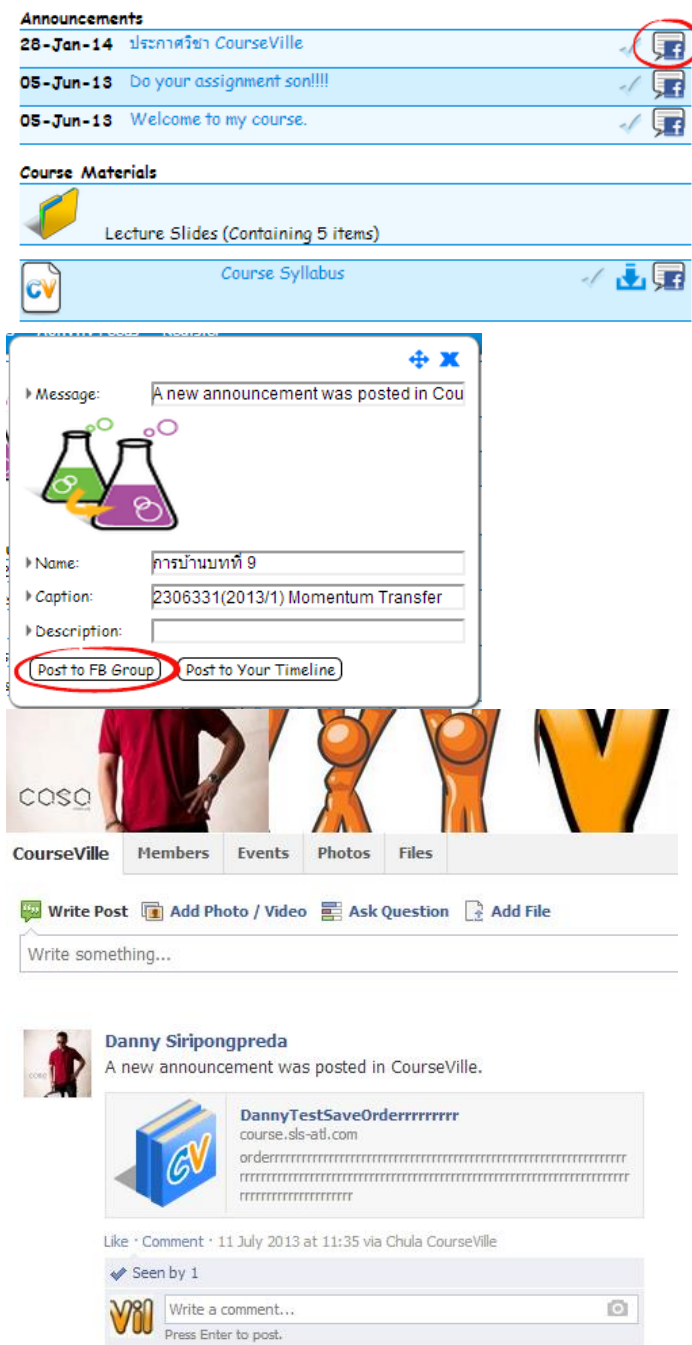 Announcements
28-Jan-14 ประกาศวิชา CourseVille
05-Jun-13 Do your assignment son!!!!
05-Jun-13 Welcome to my course.
Course Materials
Lecture Slides (Containing 5 items)
CV Course Syllabus
Message: A new announcement was posted in Cou
Name: การบ้านบทที่ 9
Caption: 2306331(2013/1) Momentum Transfer
Description:
Post to FB Group Post to Your Timeline
CourseVille Members Events Photos Files
Write Post Add Photo / Video Ask Question Add File
Write something...
Danny Siripongpreda
A new announcement was posted in CourseVille.
DannyTestSaveOrderrrrrrrrr
course.sls-atl.com
Like · Comment · 11 July 2013 at 11:35 via Chula CourseVille
Seen by 1
Write a comment...
Press Enter to post.